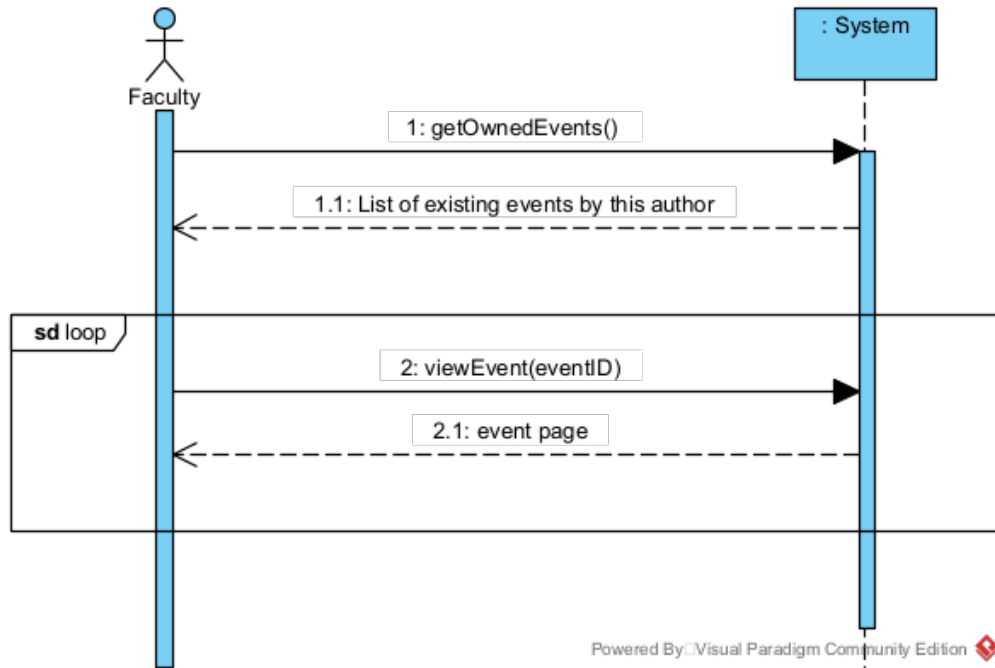 : System
Faculty
1: getOwnedEvents()
1.1: List of existing events by this author
sd loop
2: viewEvent(eventID)
2.1: event page
Powered By Visual Paradigm Community Edition